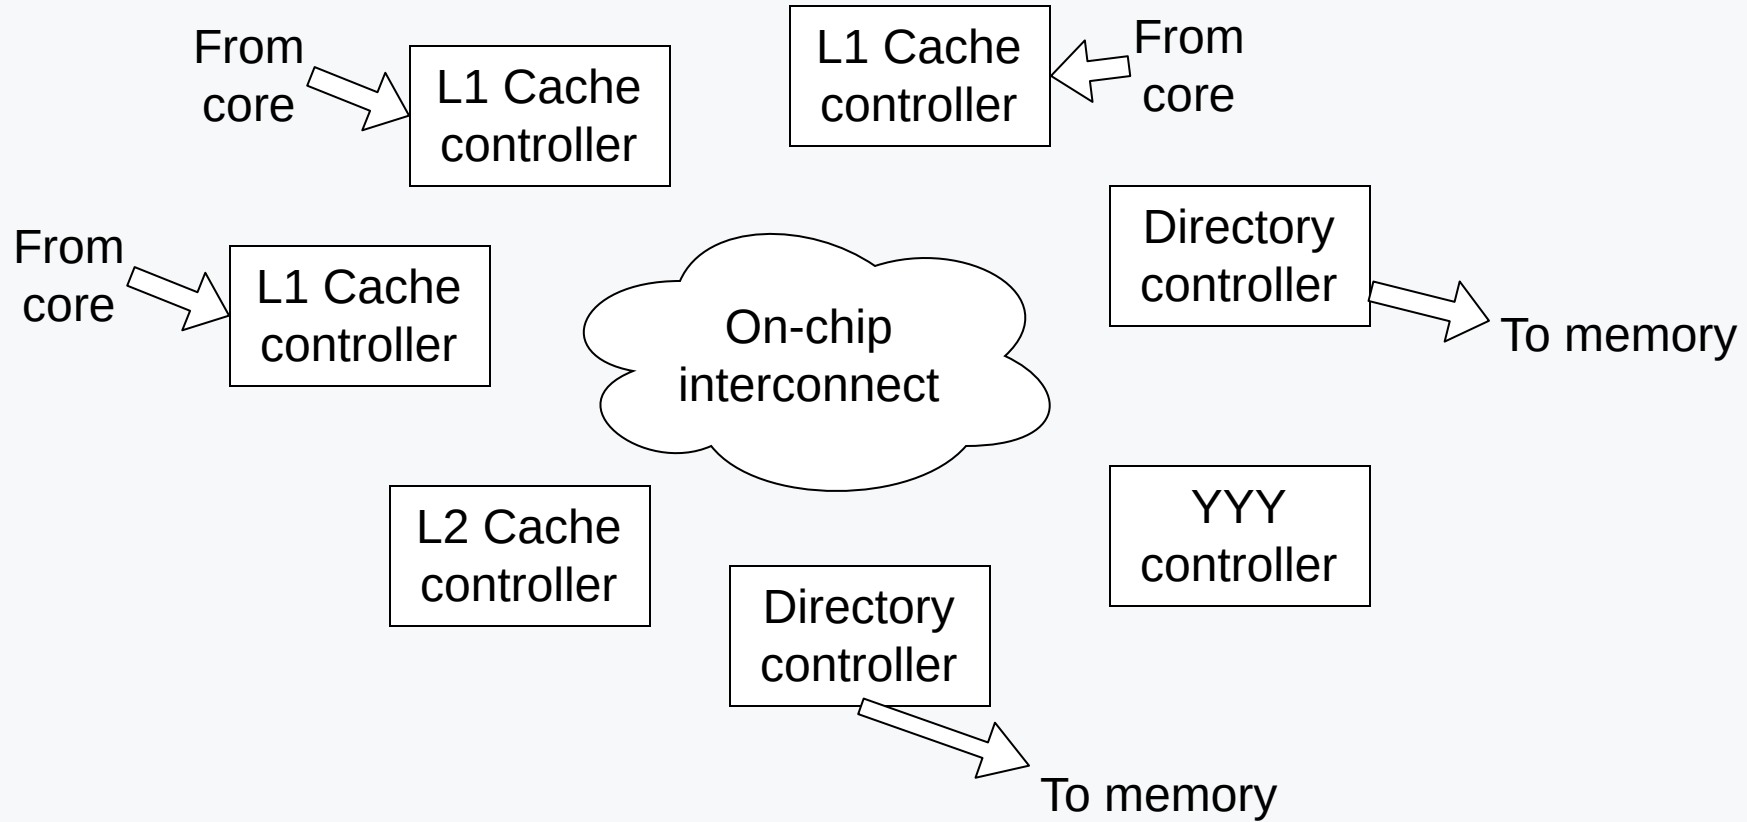 From
core
L1 Cache
controller
L1 Cache
controller
From
core
From
core
L1 Cache
controller
Directory
controller
To memory
On-chip
interconnect
L2 Cache
controller
YYY
controller
Directory
controller
To memory